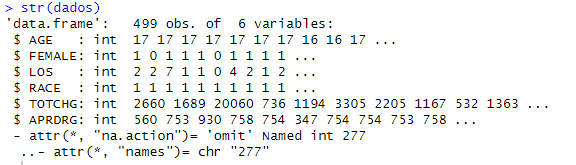 > str(dados)
'data.frame':   499 obs. of  6 variables:
 $ AGE   : int  17 17 17 17 17 17 17 16 16 17 ...
 $ FEMALE: int  1 0 1 1 1 0 1 1 1 1 ...
 $ LOS   : int  2 2 7 1 1 0 4 2 1 2 ...
 $ RACE  : int  1 1 1 1 1 1 1 1 1 1 ...
 $ TOTCHG: int  2660 1689 20060 736 1194 3305 2205 1167 532 1363 ...
 $ APRDRG: int  560 753 930 758 754 347 754 754 753 758 ...
 - attr(*, "na.action")= 'omit' Named int 277
  ..- attr(*, "names")= chr "277"